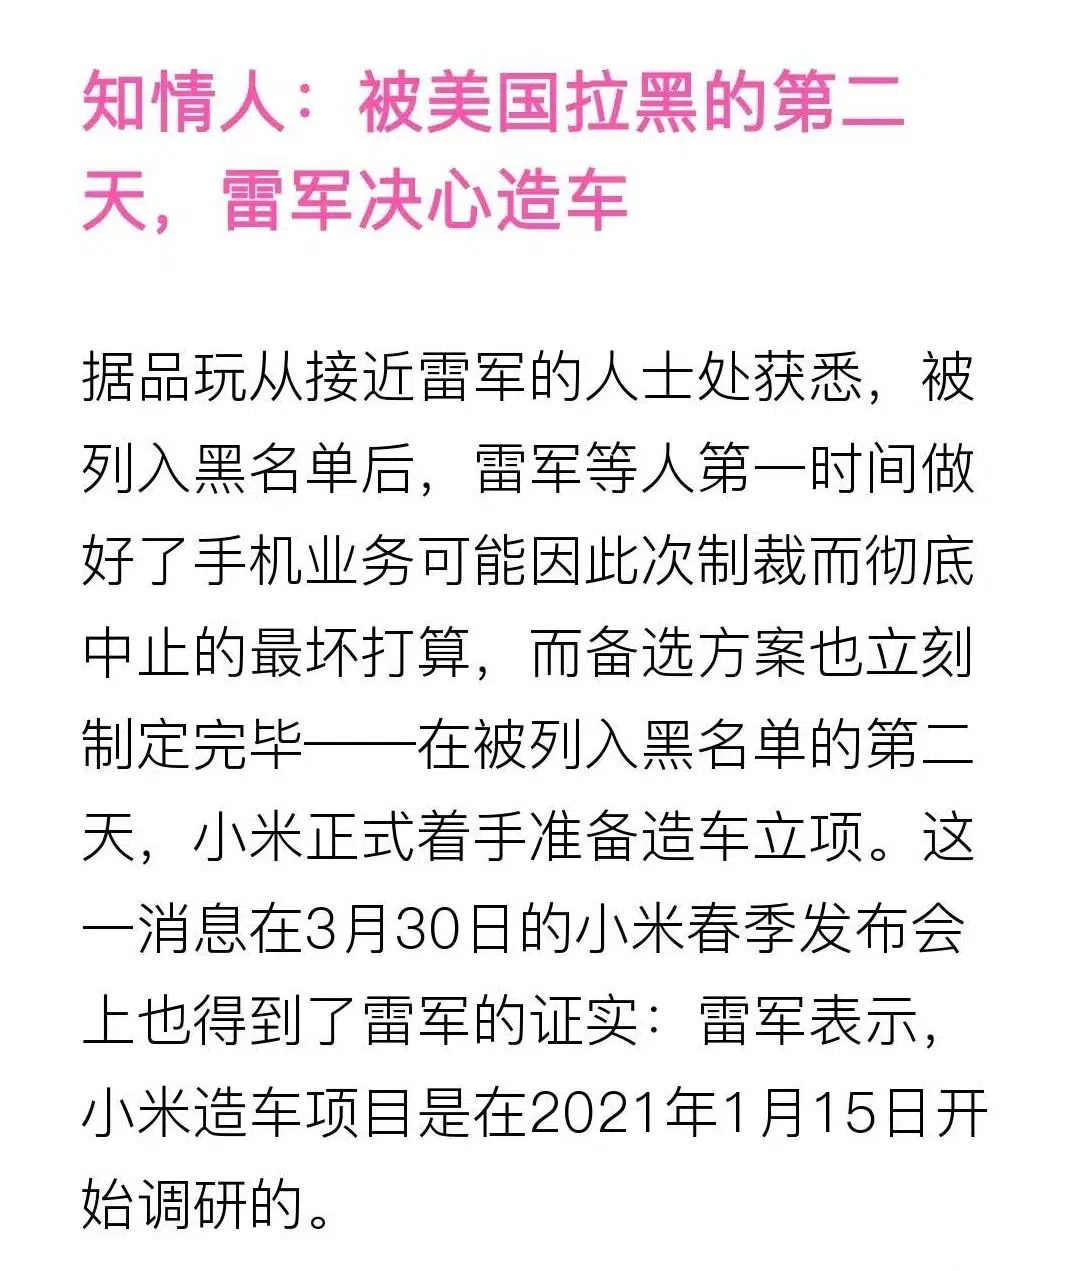 知情人：被美国拉黑的第二
天，雷军决心造车
据品玩从接近雷军的人士处获悉，被
列入黑名单后，雷军等人第一时间做
好了手机业务可能因此次制裁而彻底
中止的最坏打算，而备选方案也立刻
制定完毕——在被列入黑名单的第二
天，小米正式着手准备造车立项。这
一消息在3月30日的小米春季发布会
上也得到了雷军的证实：雷军表示，
小米造车项目是在2021年1月15日开
始调研的。